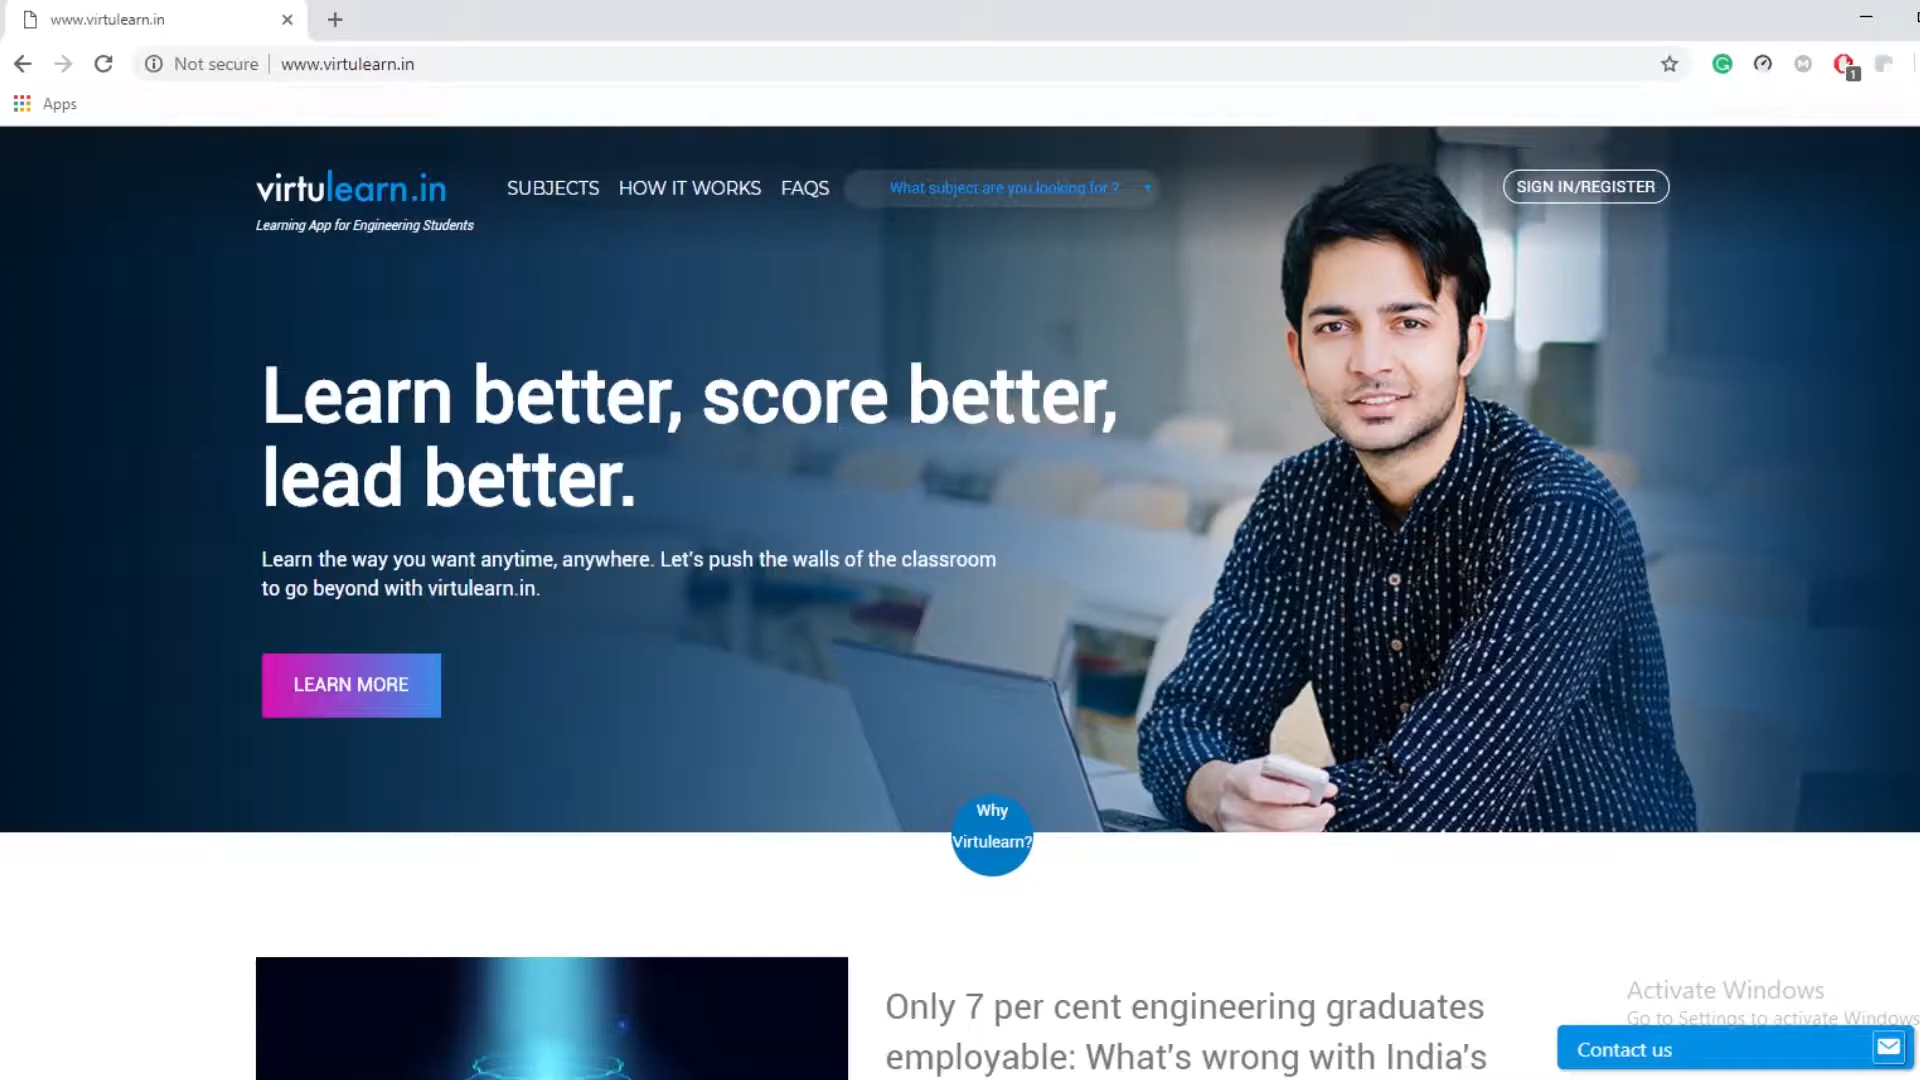 www.virtulearn.in
Not secure | www.virtulearn.in
1
Apps
virtulearn.in
Learning App for Engineering Students
SUBJECTS HOW IT WORKS FAQS
What subject are you looking for ?
SIGN IN/REGISTER
Learn better, score better,
lead better.
Learn the way you want anytime, anywhere. Let's push the walls of the classroom
to go beyond with virtulearn.in.
LEARN MORE
Why
Virtulearn?
Only 7 per cent engineering graduates
employable: What's wrong with India's
Activate Windows
Go to Settings to activate Windows
Contact us